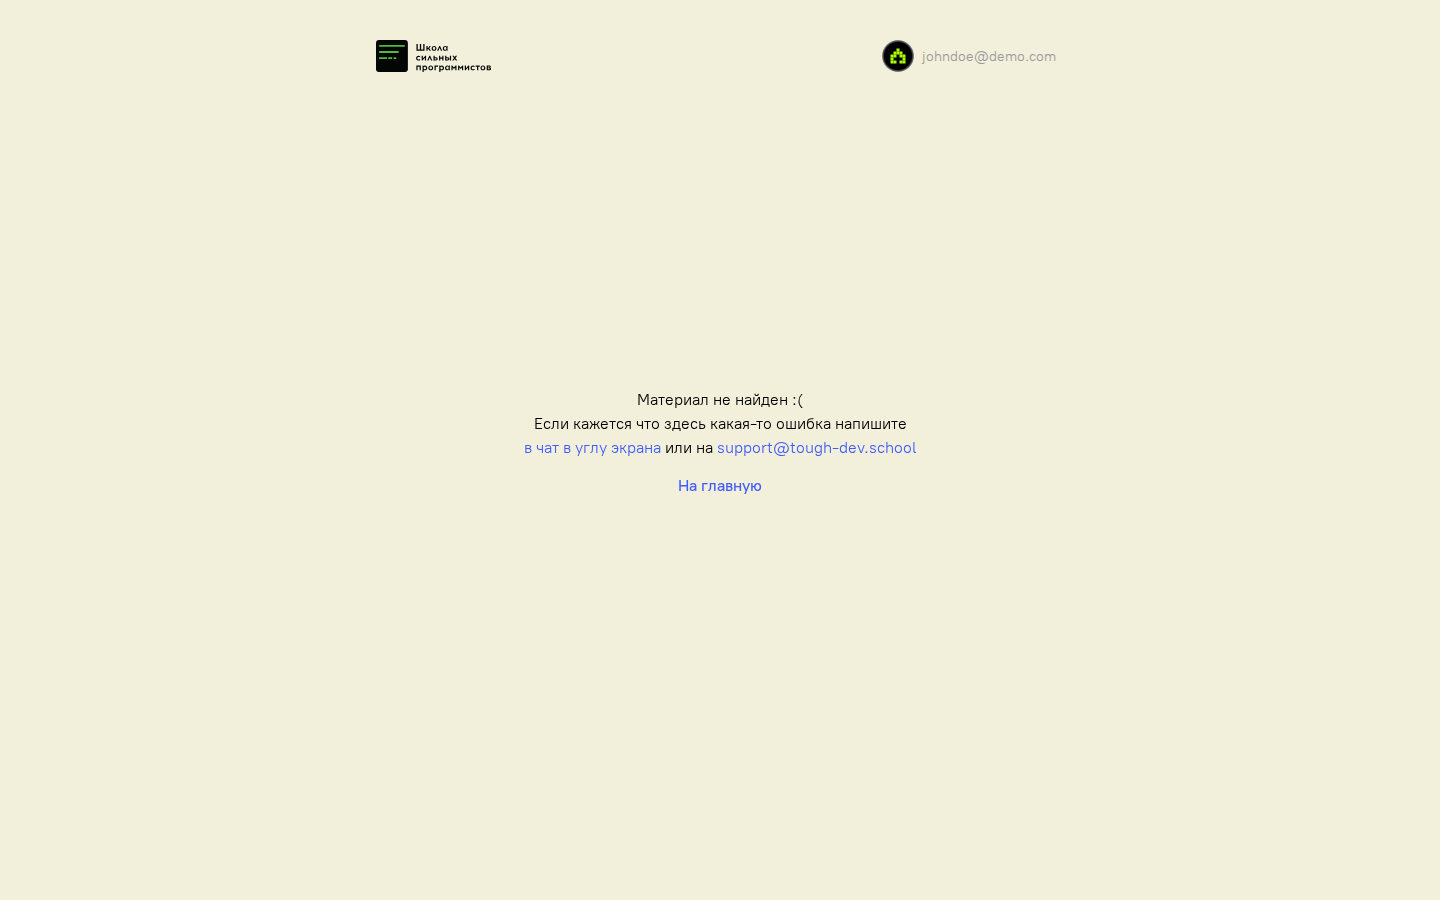 Школа
сильных
программистов
johndoe@demo.com
Материал не найден :(
Если кажется что здесь какая-то ошибка напишите
в чат в углу экрана или на support@tough-dev.school
На главную